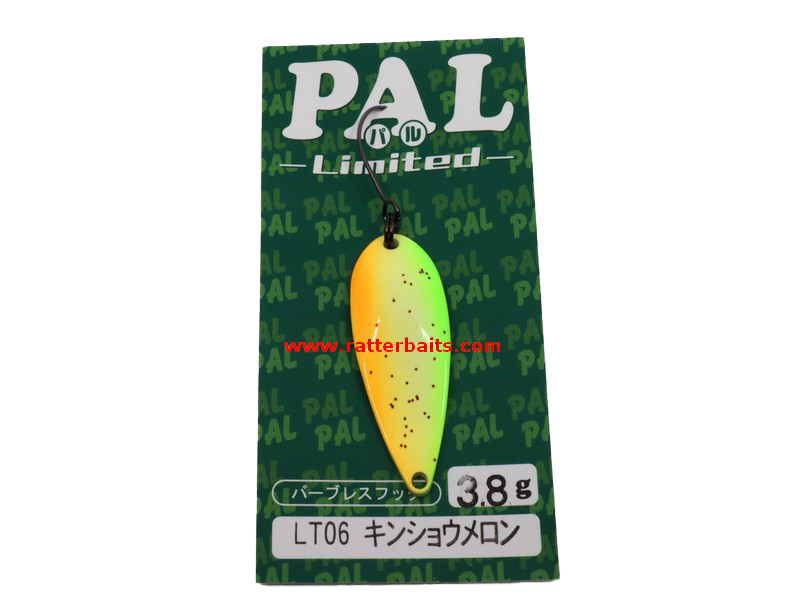 PAL
パル
Limited
www.ratterbaits.com
バーブレスフック
3.8g
LT06 キンショウメロン